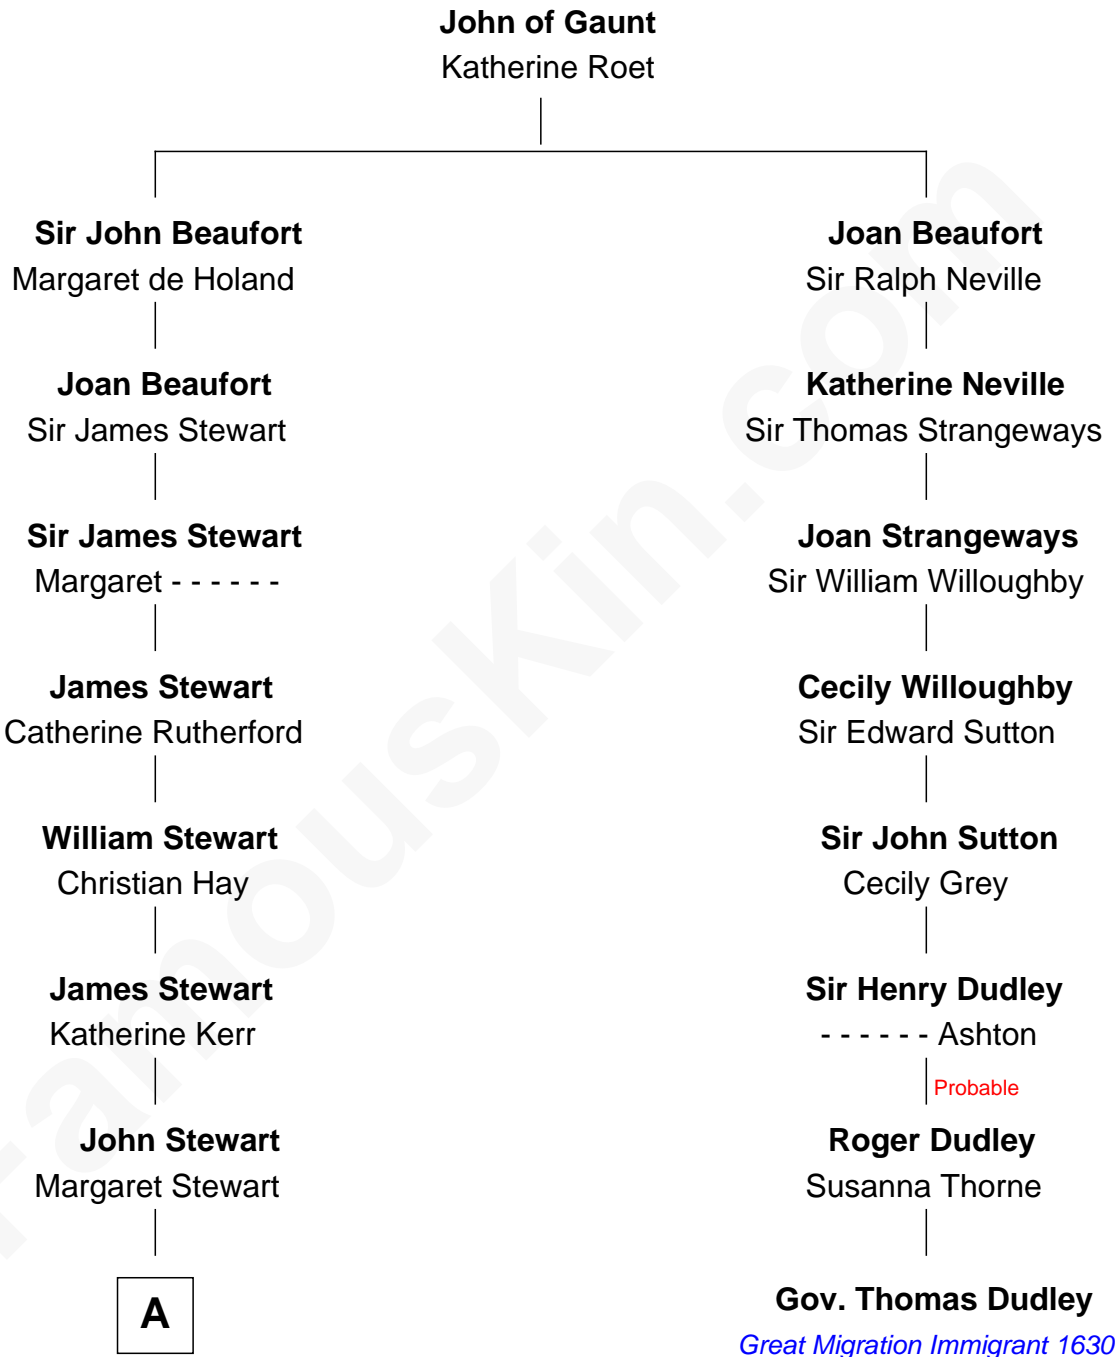 John of Gaunt
Katherine Roet
Sir John Beaufort
Margaret de Holand
Joan Beaufort
Sir Ralph Neville
Joan Beaufort
Sir James Stewart
Katherine Neville
Sir Thomas Strangeways
Sir James Stewart
Margaret - - - - - -
Joan Strangeways
Sir William Willoughby
James Stewart
Catherine Rutherford
Cecily Willoughby
Sir Edward Sutton
William Stewart
Christian Hay
Sir John Sutton
Cecily Grey
James Stewart
Katherine Kerr
Sir Henry Dudley
- - - - - - Ashton
Probable
John Stewart
Margaret Stewart
Roger Dudley
Susanna Thorne
A
Gov. Thomas Dudley
Great Migration Immigrant 1630
FamousKin.com